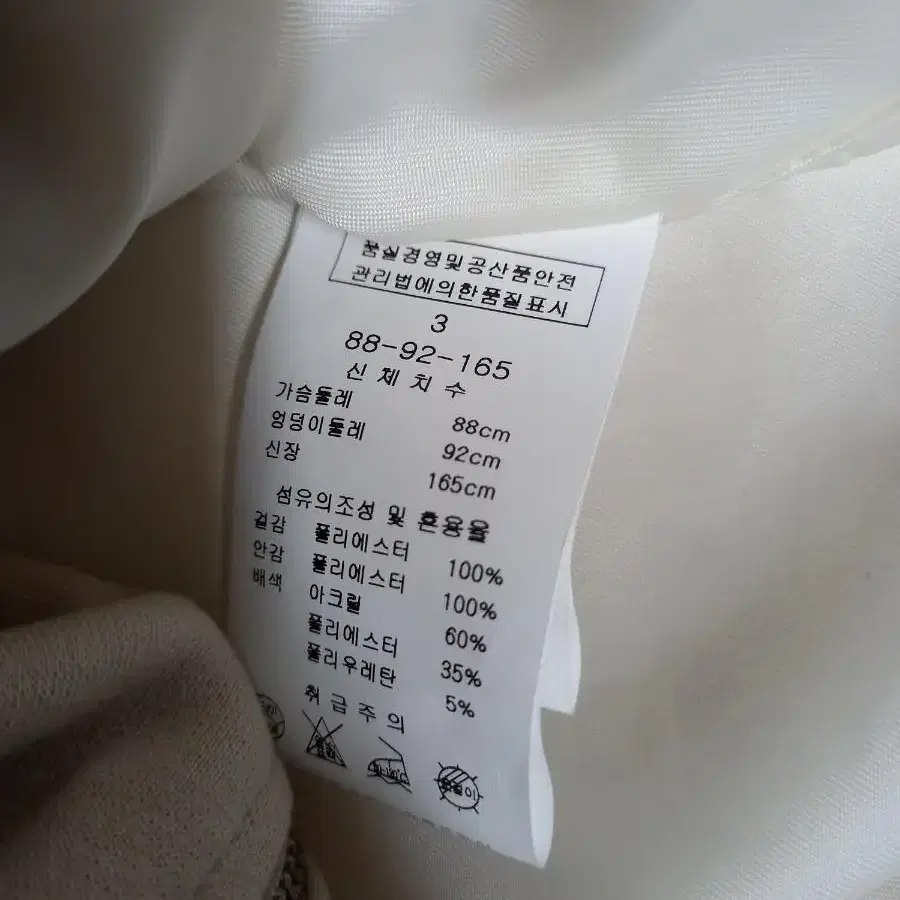 품질경영및공산품안전
관리법에의한품질표시
3
88-92-165
신체치수
가슴둘레 88cm
엉덩이둘레 92cm
신장 165cm
섬유의조성 및 혼용율
겉감 폴리에스터 100%
안감 폴리에스터 100%
배색 아크릴 60%
폴리에스터 35%
폴리우레탄 5%
취급주의